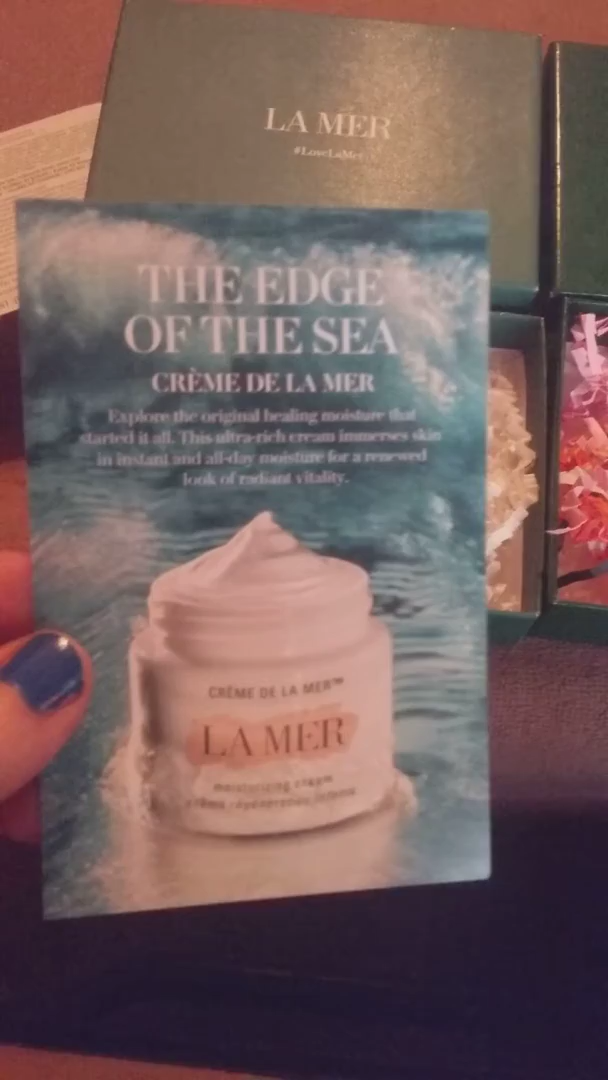 LA MER
#LoveLaMer
THE EDGE
OF THE SEA
CRÈME DE LA MER
Explore the original healing moisture that
started it all. This ultra-rich cream immerses skin
in instant and all-day moisture for a renewed
look of radiant vitality.
CRÈME DE LA MER™
LA MER
moisturizing cream
crème régénération intense